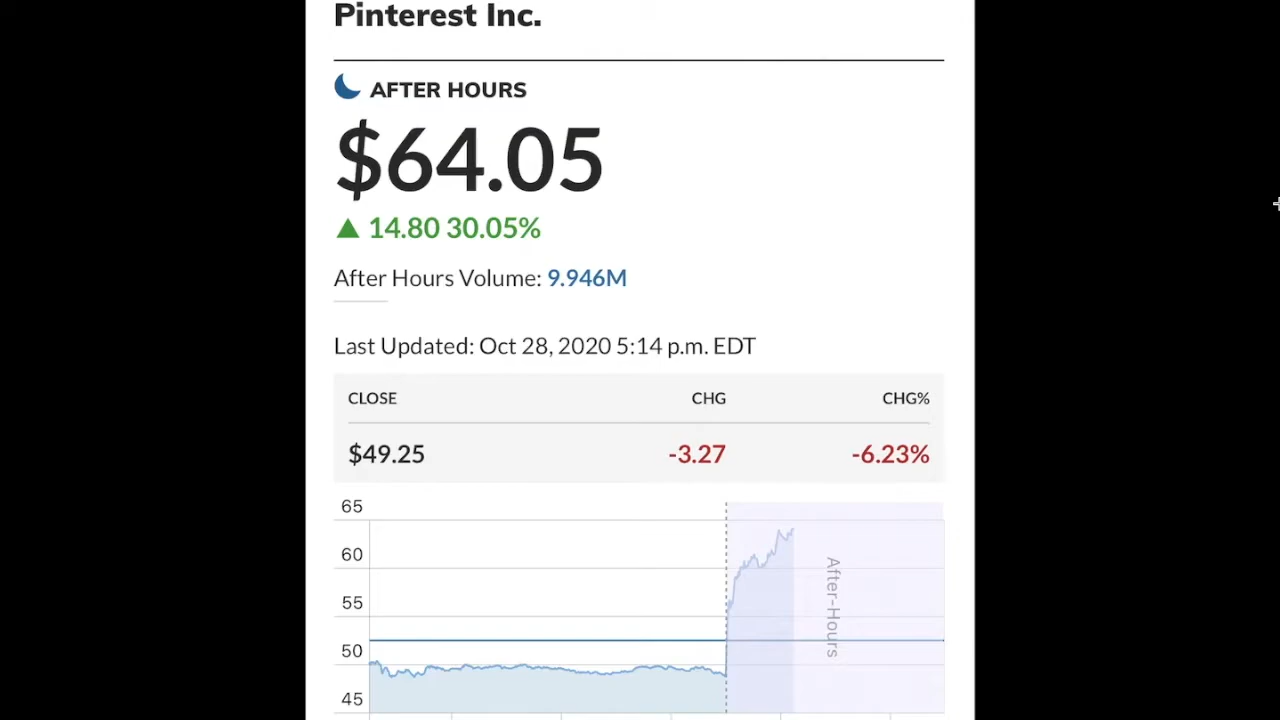 Pinterest Inc.
AFTER HOURS
$64.05
▲ 14.80 30.05%
After Hours Volume: 9.946M
Last Updated: Oct 28, 2020 5:14 p.m. EDT
CLOSE CHG CHG%
$49.25 -3.27 -6.23%
65
60
55
50
45
After-Hours